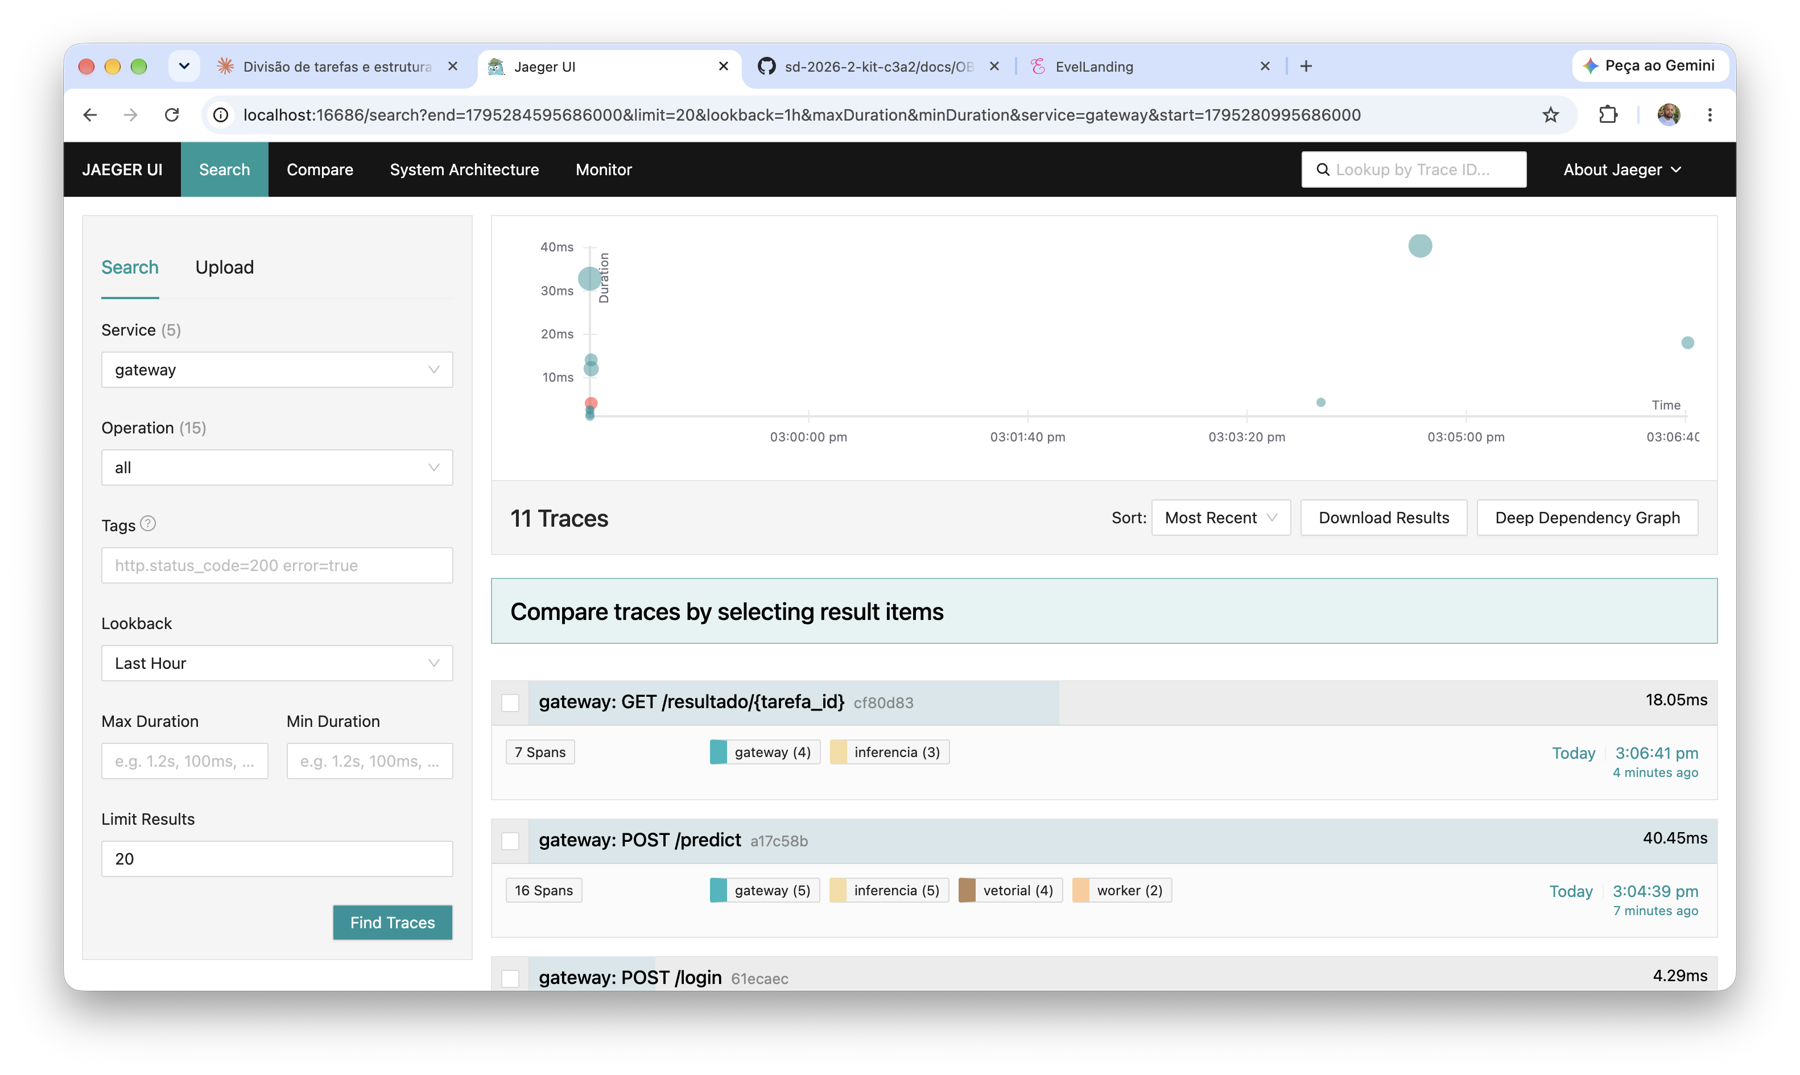 Divisão de tarefas e estrutura
Jaeger UI
sd-2026-2-kit-c3a2/docs/OB
EvelLanding
Peça ao Gemini
localhost:16686/search?end=1795284595686000&limit=20&lookback=1h&maxDuration&minDuration&service=gateway&start=1795280995686000
JAEGER UI
Search
Compare
System Architecture
Monitor
Lookup by Trace ID...
About Jaeger
Search
Upload
Service (5)
gateway
Operation (15)
all
Tags
http.status_code=200 error=true
Lookback
Last Hour
Max Duration
Min Duration
e.g. 1.2s, 100ms, ...
e.g. 1.2s, 100ms, ...
Limit Results
20
Find Traces
40ms
30ms
20ms
10ms
Duration
Time
03:00:00 pm
03:01:40 pm
03:03:20 pm
03:05:00 pm
03:06:40
11 Traces
Sort:
Most Recent
Download Results
Deep Dependency Graph
Compare traces by selecting result items
gateway: GET /resultado/{tarefa_id} cf80d83
18.05ms
7 Spans
gateway (4)
inferencia (3)
Today
3:06:41 pm
4 minutes ago
gateway: POST /predict a17c58b
40.45ms
16 Spans
gateway (5)
inferencia (5)
vetorial (4)
worker (2)
Today
3:04:39 pm
7 minutes ago
gateway: POST /login 61ecaec
4.29ms